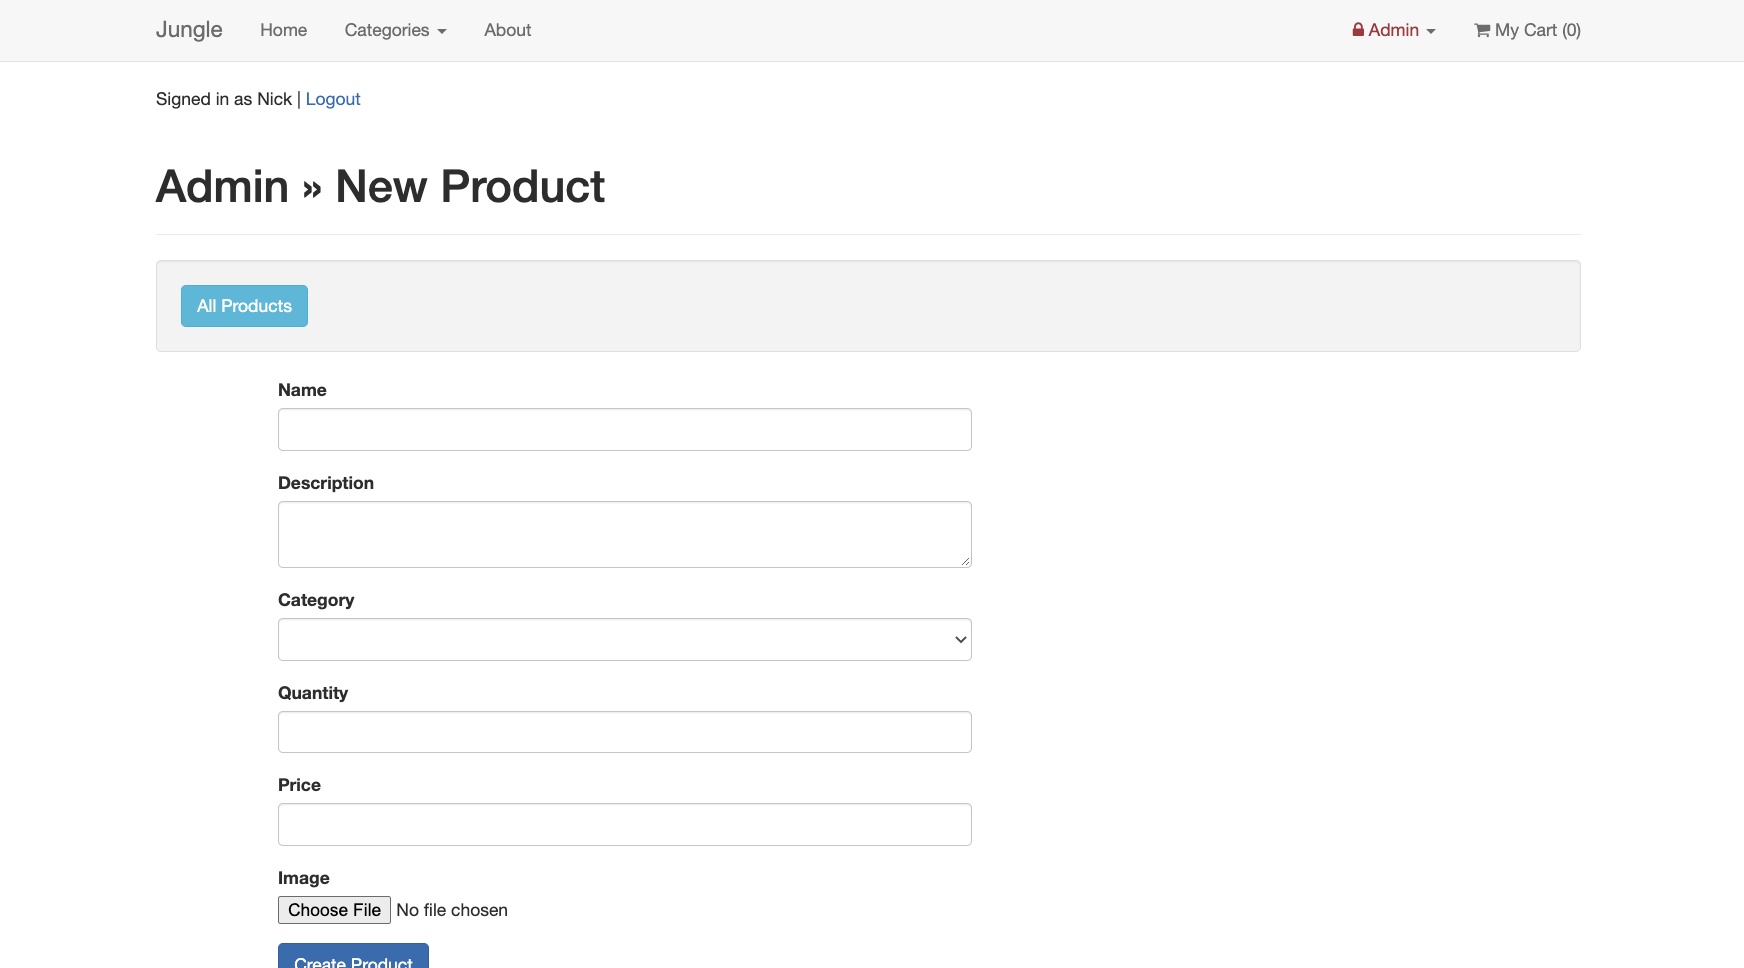 Jungle Home Categories About Admin My Cart (0)
Signed in as Nick | Logout
Admin » New Product
All Products
Name
Description
Category
Quantity
Price
Image
Choose File No file chosen
Create Product